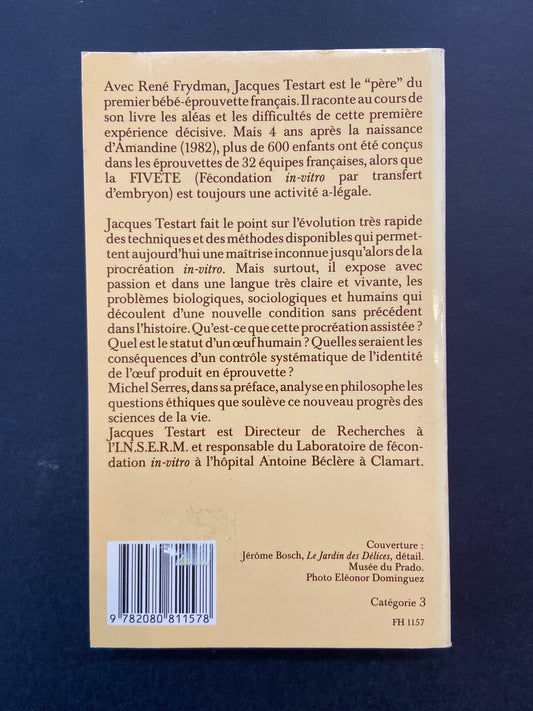 Avec René Frydman, Jacques Testart est le “père” du
premier bébé-éprouvette français. Il raconte au cours de
son livre les aléas et les difficultés de cette première
expérience décisive. Mais 4 ans après la naissance
d’Amandine (1982), plus de 600 enfants ont été conçus
dans les éprouvettes de 32 équipes françaises, alors que
la FIVETE (Fécondation in-vitro par transfert
d’embryon) est toujours une activité a-légale.
Jacques Testart fait le point sur l’évolution très rapide
des techniques et des méthodes disponibles qui permet-
tent aujourd’hui une maîtrise inconnue jusqu’alors de la
procréation in-vitro. Mais surtout, il expose avec
passion et dans une langue très claire et vivante, les
problèmes biologiques, sociologiques et humains qui
découlent d’une nouvelle condition sans précédent
dans l’histoire. Qu’est-ce que cette procréation assistée ?
Quel est le statut d’un œuf humain ? Quelles seraient les
conséquences d’un contrôle systématique de l’identité
de l’œuf produit en éprouvette ?
Michel Serres, dans sa préface, analyse en philosophe les
questions éthiques que soulève ce nouveau progrès des
sciences de la vie.
Jacques Testart est Directeur de Recherches à
l’I.N.S.E.R.M. et responsable du Laboratoire de fécon-
dation in-vitro à l’hôpital Antoine Béclère à Clamart.
Couverture :
Jérôme Bosch, Le Jardin des Délices, détail.
Musée du Prado.
Photo Eléonor Dominguez
Catégorie 3
FH 1157
9 782080 811578